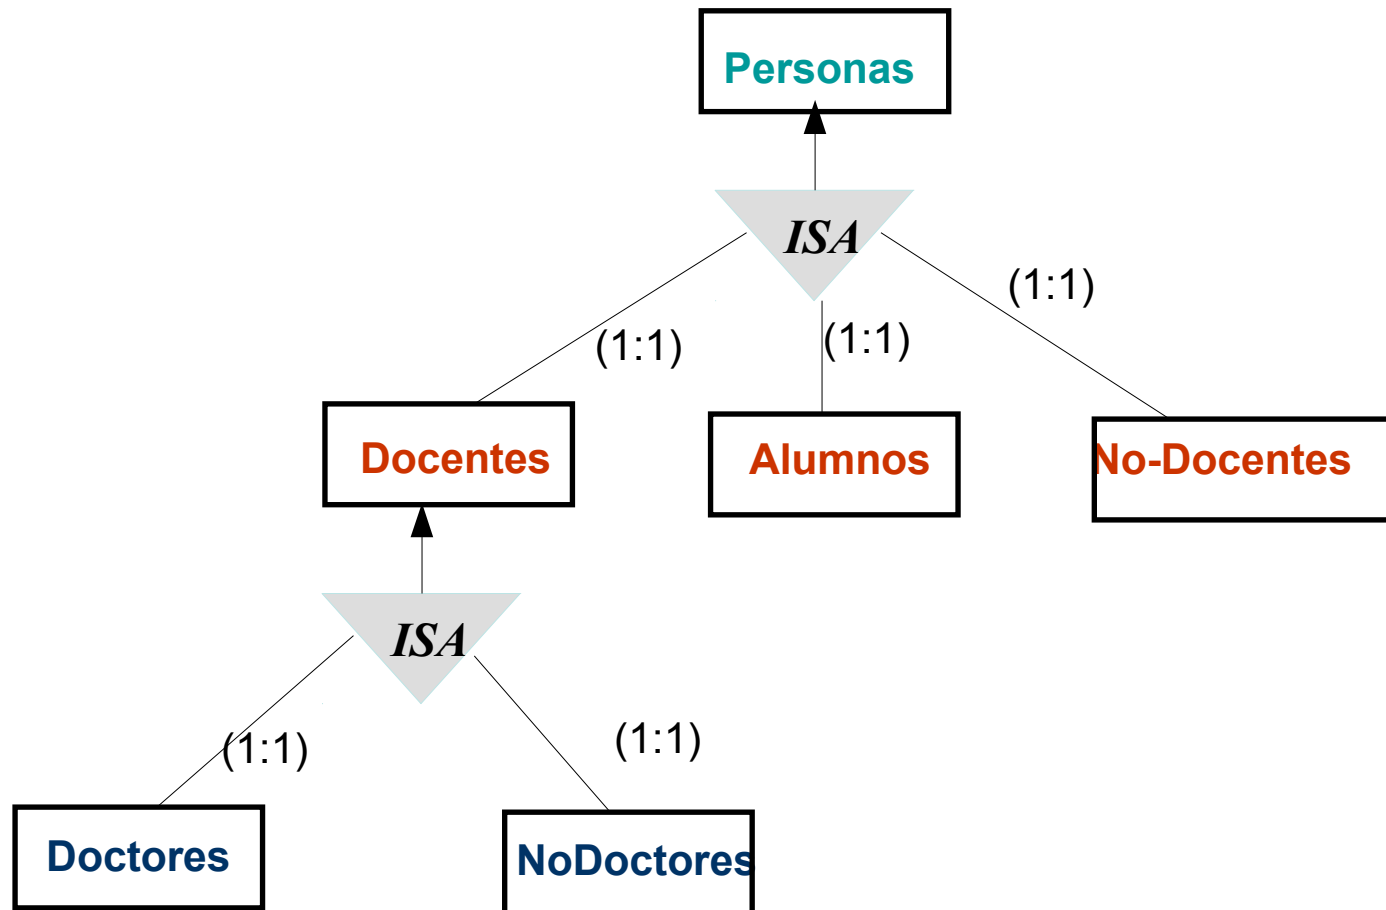 Personas
ISA
(1:1)
(1:1)
(1:1)
Docentes
Alumnos
No-Docentes
ISA
(1:1)
(1:1)
Doctores
NoDoctores